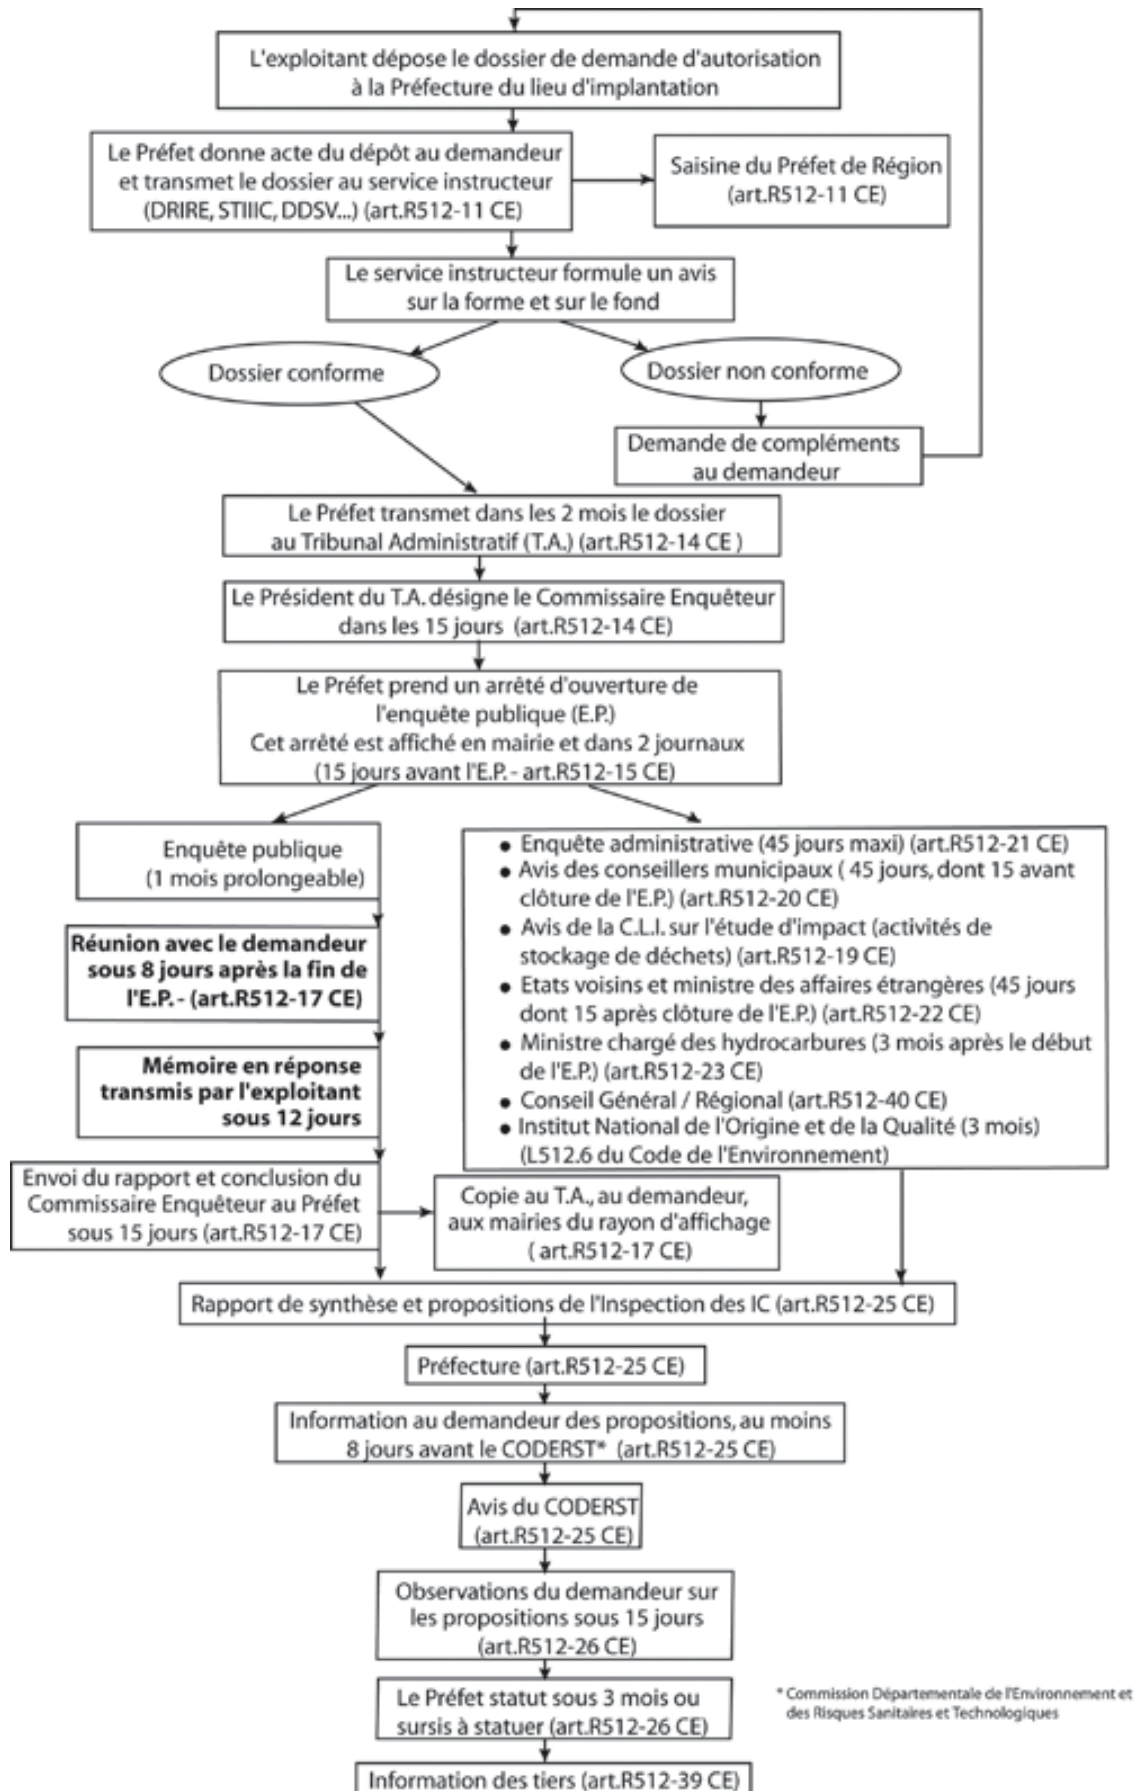 L'exploitant dépose le dossier de demande d'autorisation
à la Préfecture du lieu d'implantation
Le Préfet donne acte du dépôt au demandeur
et transmet le dossier au service instructeur
(DRIRE, STIIIC, DDSV...) (art.R512-11 CE)
Saisine du Préfet de Région
(art.R512-11 CE)
Le service instructeur formule un avis
sur la forme et sur le fond
Dossier conforme
Dossier non conforme
Demande de compléments
au demandeur
Le Préfet transmet dans les 2 mois le dossier
au Tribunal Administratif (T.A.) (art.R512-14 CE )
Le Président du T.A. désigne le Commissaire Enquêteur
dans les 15 jours (art.R512-14 CE)
Le Préfet prend un arrêté d'ouverture de
l'enquête publique (E.P.)
Cet arrêté est affiché en mairie et dans 2 journaux
(15 jours avant l'E.P. - art.R512-15 CE)
Enquête publique
(1 mois prolongeable)
Réunion avec le demandeur
sous 8 jours après la fin de
l'E.P. - (art.R512-17 CE)
Mémoire en réponse
transmis par l'exploitant
sous 12 jours
Envoi du rapport et conclusion du
Commissaire Enquêteur au Préfet
sous 15 jours (art.R512-17 CE)
• Enquête administrative (45 jours maxi) (art.R512-21 CE)
• Avis des conseillers municipaux ( 45 jours, dont 15 avant
clôture de l'E.P.) (art.R512-20 CE)
• Avis de la C.L.I. sur l'étude d'impact (activités de
stockage de déchets) (art.R512-19 CE)
• Etats voisins et ministre des affaires étrangères (45 jours
dont 15 après clôture de l'E.P.) (art.R512-22 CE)
• Ministre chargé des hydrocarbures (3 mois après le début
de l'E.P.) (art.R512-23 CE)
• Conseil Général / Régional (art.R512-40 CE)
• Institut National de l'Origine et de la Qualité (3 mois)
(L512.6 du Code de l'Environnement)
Copie au T.A., au demandeur,
aux mairies du rayon d'affichage
( art.R512-17 CE)
Rapport de synthèse et propositions de l'Inspection des IC (art.R512-25 CE)
Préfecture (art.R512-25 CE)
Information au demandeur des propositions, au moins
8 jours avant le CODERST* (art.R512-25 CE)
Avis du CODERST
(art.R512-25 CE)
Observations du demandeur sur
les propositions sous 15 jours
(art.R512-26 CE)
Le Préfet statut sous 3 mois ou
sursis à statuer (art.R512-26 CE)
* Commission Départementale de l'Environnement et
des Risques Sanitaires et Technologiques
Information des tiers (art.R512-39 CE)